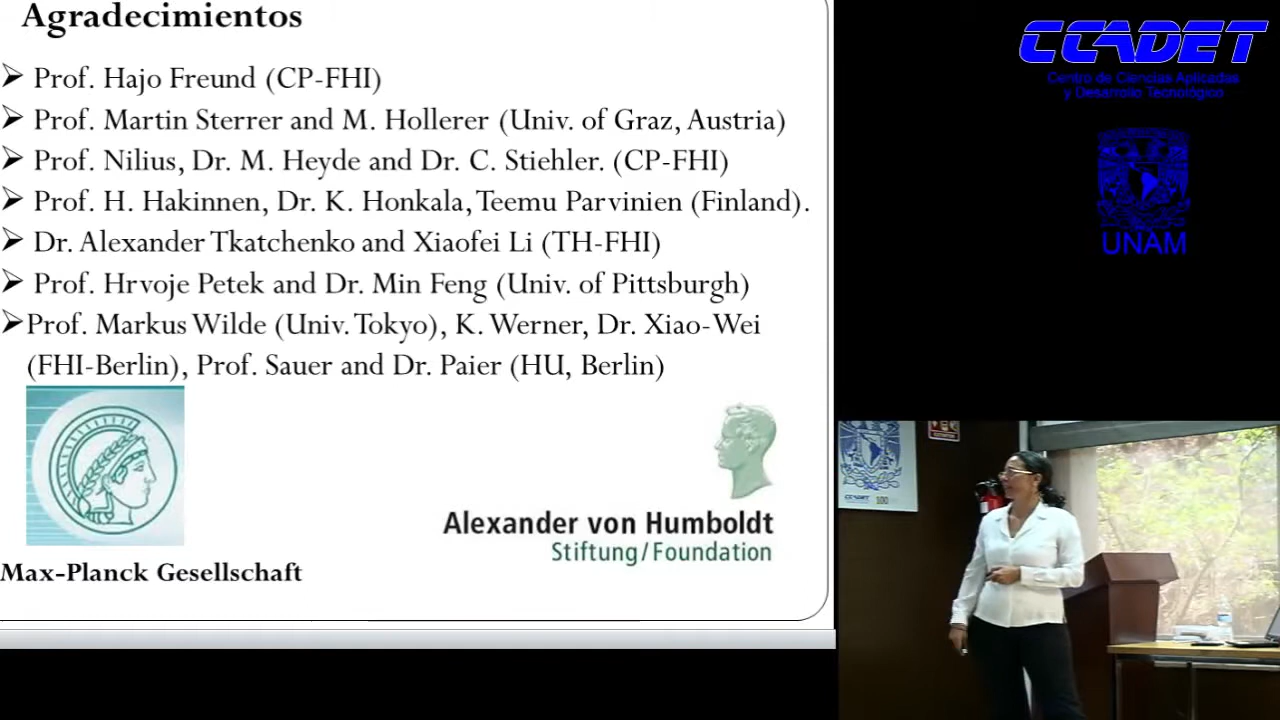 Agradecimientos
➤ Prof. Hajo Freund (CP-FHI)
➤ Prof. Martin Sterrer and M. Hollerer (Univ. of Graz, Austria)
➤ Prof. Nilius, Dr. M. Heyde and Dr. C. Stiehler. (CP-FHI)
➤ Prof. H. Hakinnen, Dr. K. Honkala, Teemu Parvinien (Finland).
➤ Dr. Alexander Tkatchenko and Xiaofei Li (TH-FHI)
➤ Prof. Hrvoje Petek and Dr. Min Feng (Univ. of Pittsburgh)
➤ Prof. Markus Wilde (Univ. Tokyo), K. Werner, Dr. Xiao-Wei
(FHI-Berlin), Prof. Sauer and Dr. Paier (HU, Berlin)
Max-Planck Gesellschaft
Alexander von Humboldt
Stiftung/Foundation
CCADET
Centro de Ciencias Aplicadas
y Desarrollo Tecnológico
UNAM
CCADET 100